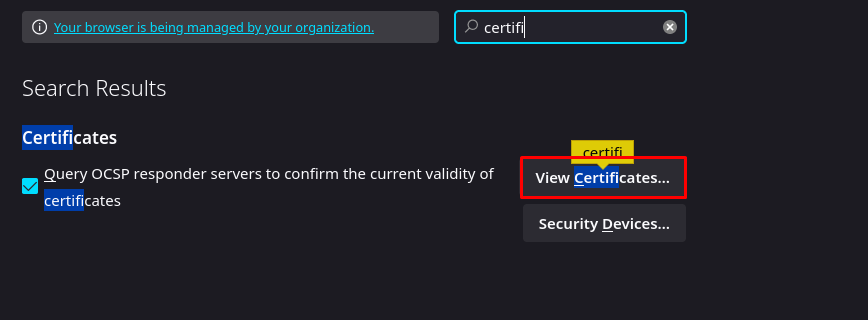 Your browser is being managed by your organization.
certifi
Search Results
Certificates
certifi
Query OCSP responder servers to confirm the current validity of
certificates
View Certificates...
Security Devices...